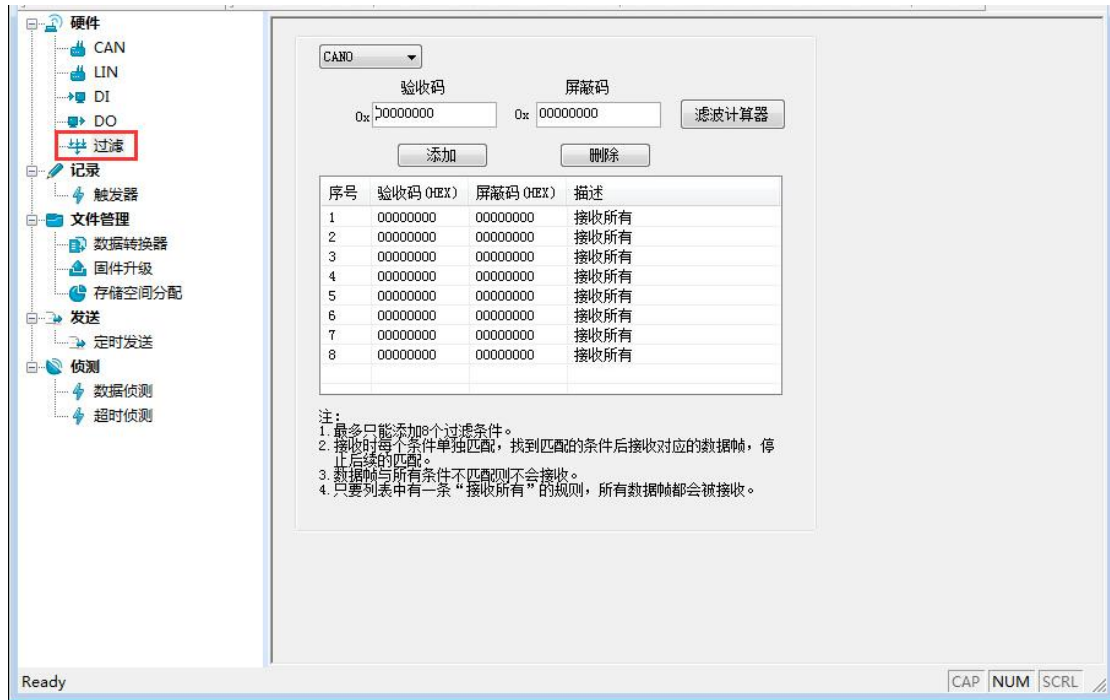 硬件
CAN
LIN
DI
DO
过滤
记录
触发器
文件管理
数据转换器
固件升级
存储空间分配
发送
定时发送
侦测
数据侦测
超时侦测
CAN0
验收码 屏蔽码
0x 00000000 0x 00000000 滤波计算器
添加 删除
序号 验收码(HEX) 屏蔽码(HEX) 描述
1 00000000 00000000 接收所有
2 00000000 00000000 接收所有
3 00000000 00000000 接收所有
4 00000000 00000000 接收所有
5 00000000 00000000 接收所有
6 00000000 00000000 接收所有
7 00000000 00000000 接收所有
8 00000000 00000000 接收所有
注：
1.最多只能添加8个过滤条件。
2.接收时每个条件单独匹配，找到匹配的条件后接收对应的数据帧，停
止后续的匹配。
3.数据帧与所有条件不匹配则不会接收。
4.只要列表中有一条“接收所有”的规则，所有数据帧都会被接收。
Ready CAP NUM SCRL